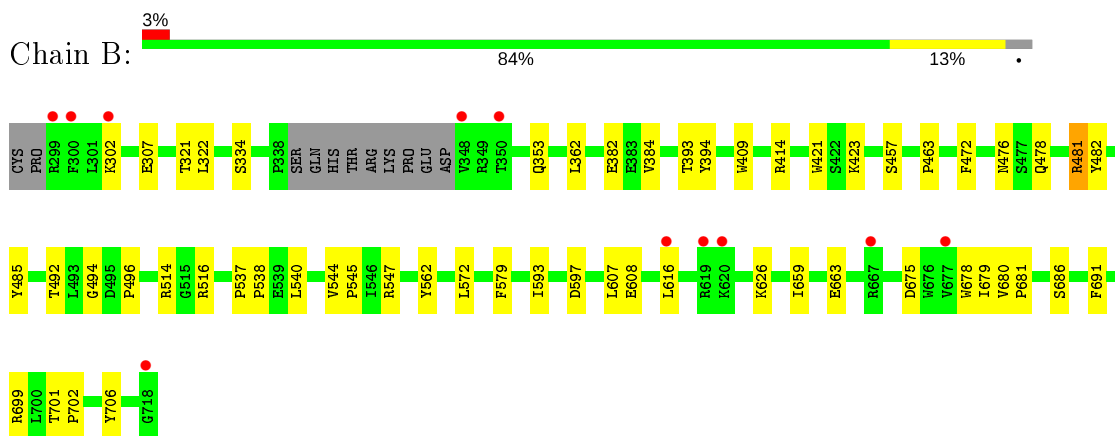 3%
Chain B:
84% 13% •
CYS PRO R299 F300 L301 K302 E307 T321 L322 S334 P338 SER GLN HIS THR ARG LYS PRO GLU ASP V348 R349 T350 Q353 L362 E382 E383 V384 T393 Y394 W409 R414 W421 S422 K423 S457 P463 F472 N476 S477 Q478 R481 Y482
Y485 T492 L493 G494 D495 P496 R514 G515 R516 P537 P538 E539 L540 V544 P545 I546 R547 Y562 L572 F579 I593 D597 L607 E608 L616 R619 K620 K626 I659 E663 R667 D675 W676 V677 W678 I679 V680 P681 S686 F691
R699 L700 T701 P702 Y706 G718